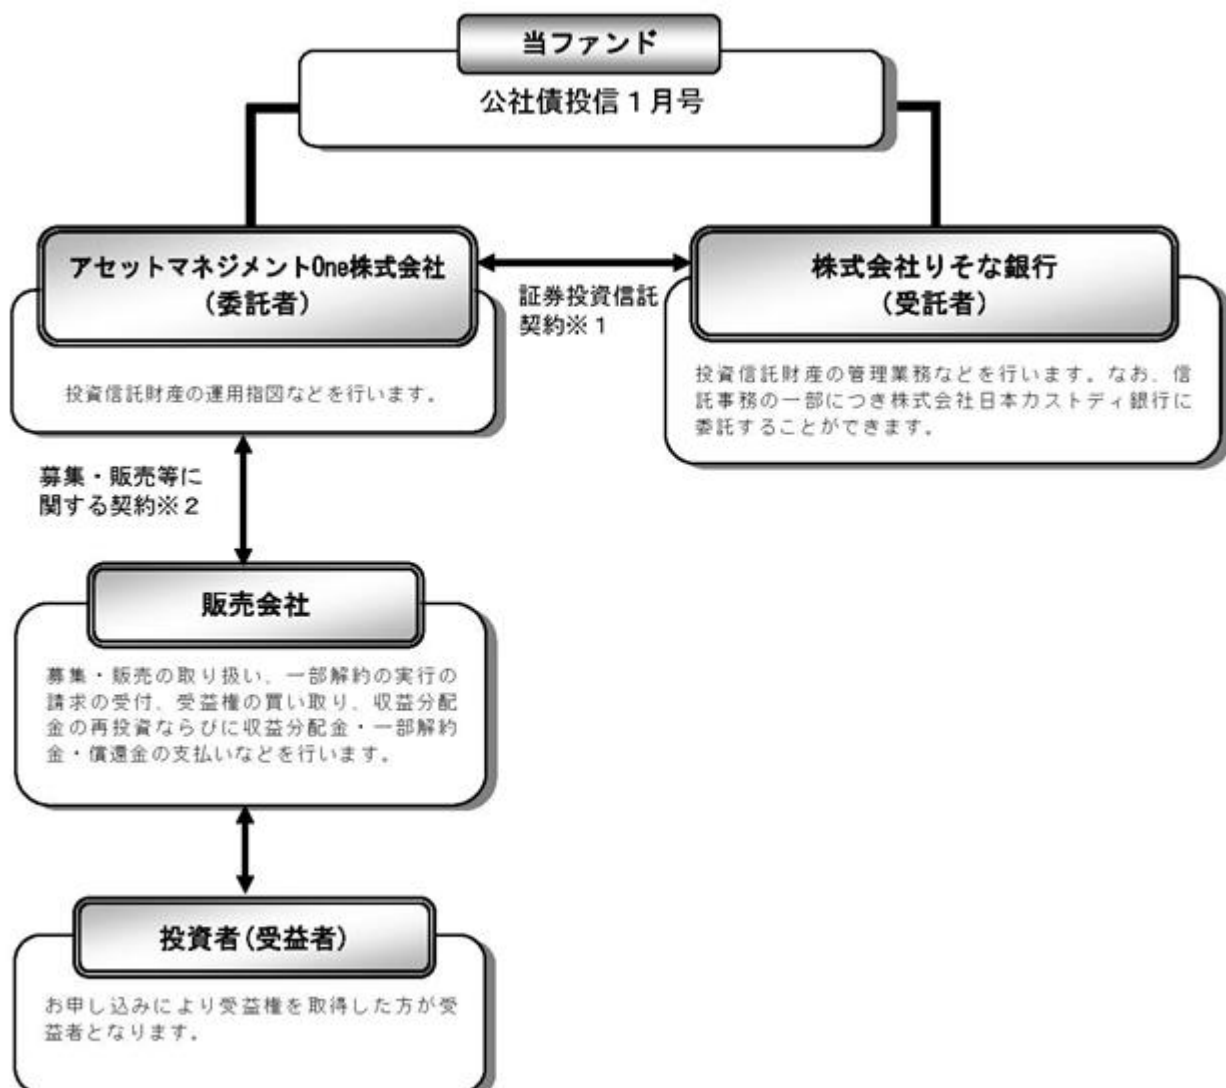 当ファンド
公社債投信１月号
アセットマネジメントOne株式会社
（委託者）
投資信託財産の運用指図などを行います。
証券投資信託
契約※１
株式会社りそな銀行
（受託者）
投資信託財産の管理業務などを行います。なお、信
託事務の一部につき株式会社日本カストディ銀行に
委託することができます。
募集・販売等に
関する契約※２
販売会社
募集・販売の取り扱い、一部解約の実行の
請求の受付、受益権の買い取り、収益分配
金の再投資ならびに収益分配金・一部解約
金・償還金の支払いなどを行います。
投資者(受益者)
お申し込みにより受益権を取得した方が受
益者となります。